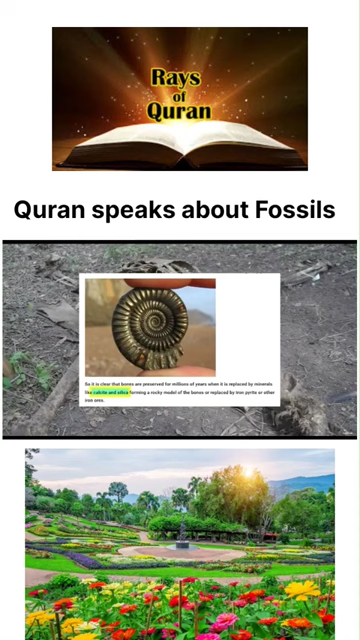 Rays
of
Quran
Quran speaks about Fossils
So it is clear that bones are preserved for millions of years when it is replaced by minerals
like calcite and silica forming a rocky model of the bones or replaced by iron pyrite or other
iron ores.